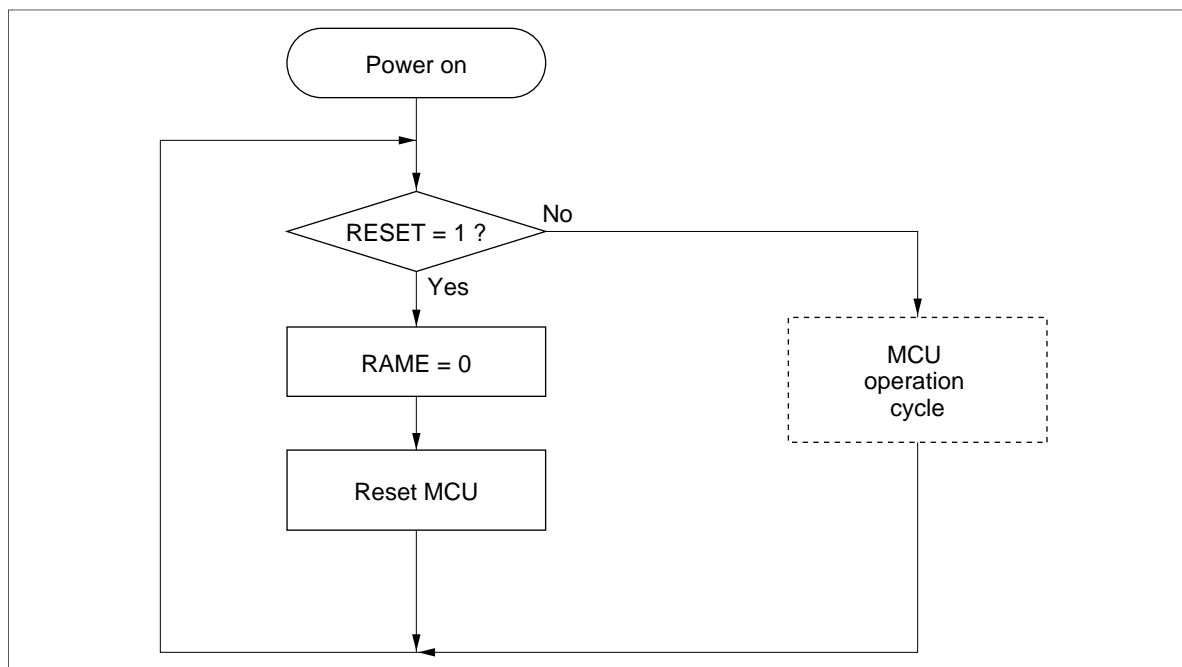 Power on
RESET = 1 ?
No
Yes
RAME = 0
MCU
operation
cycle
Reset MCU